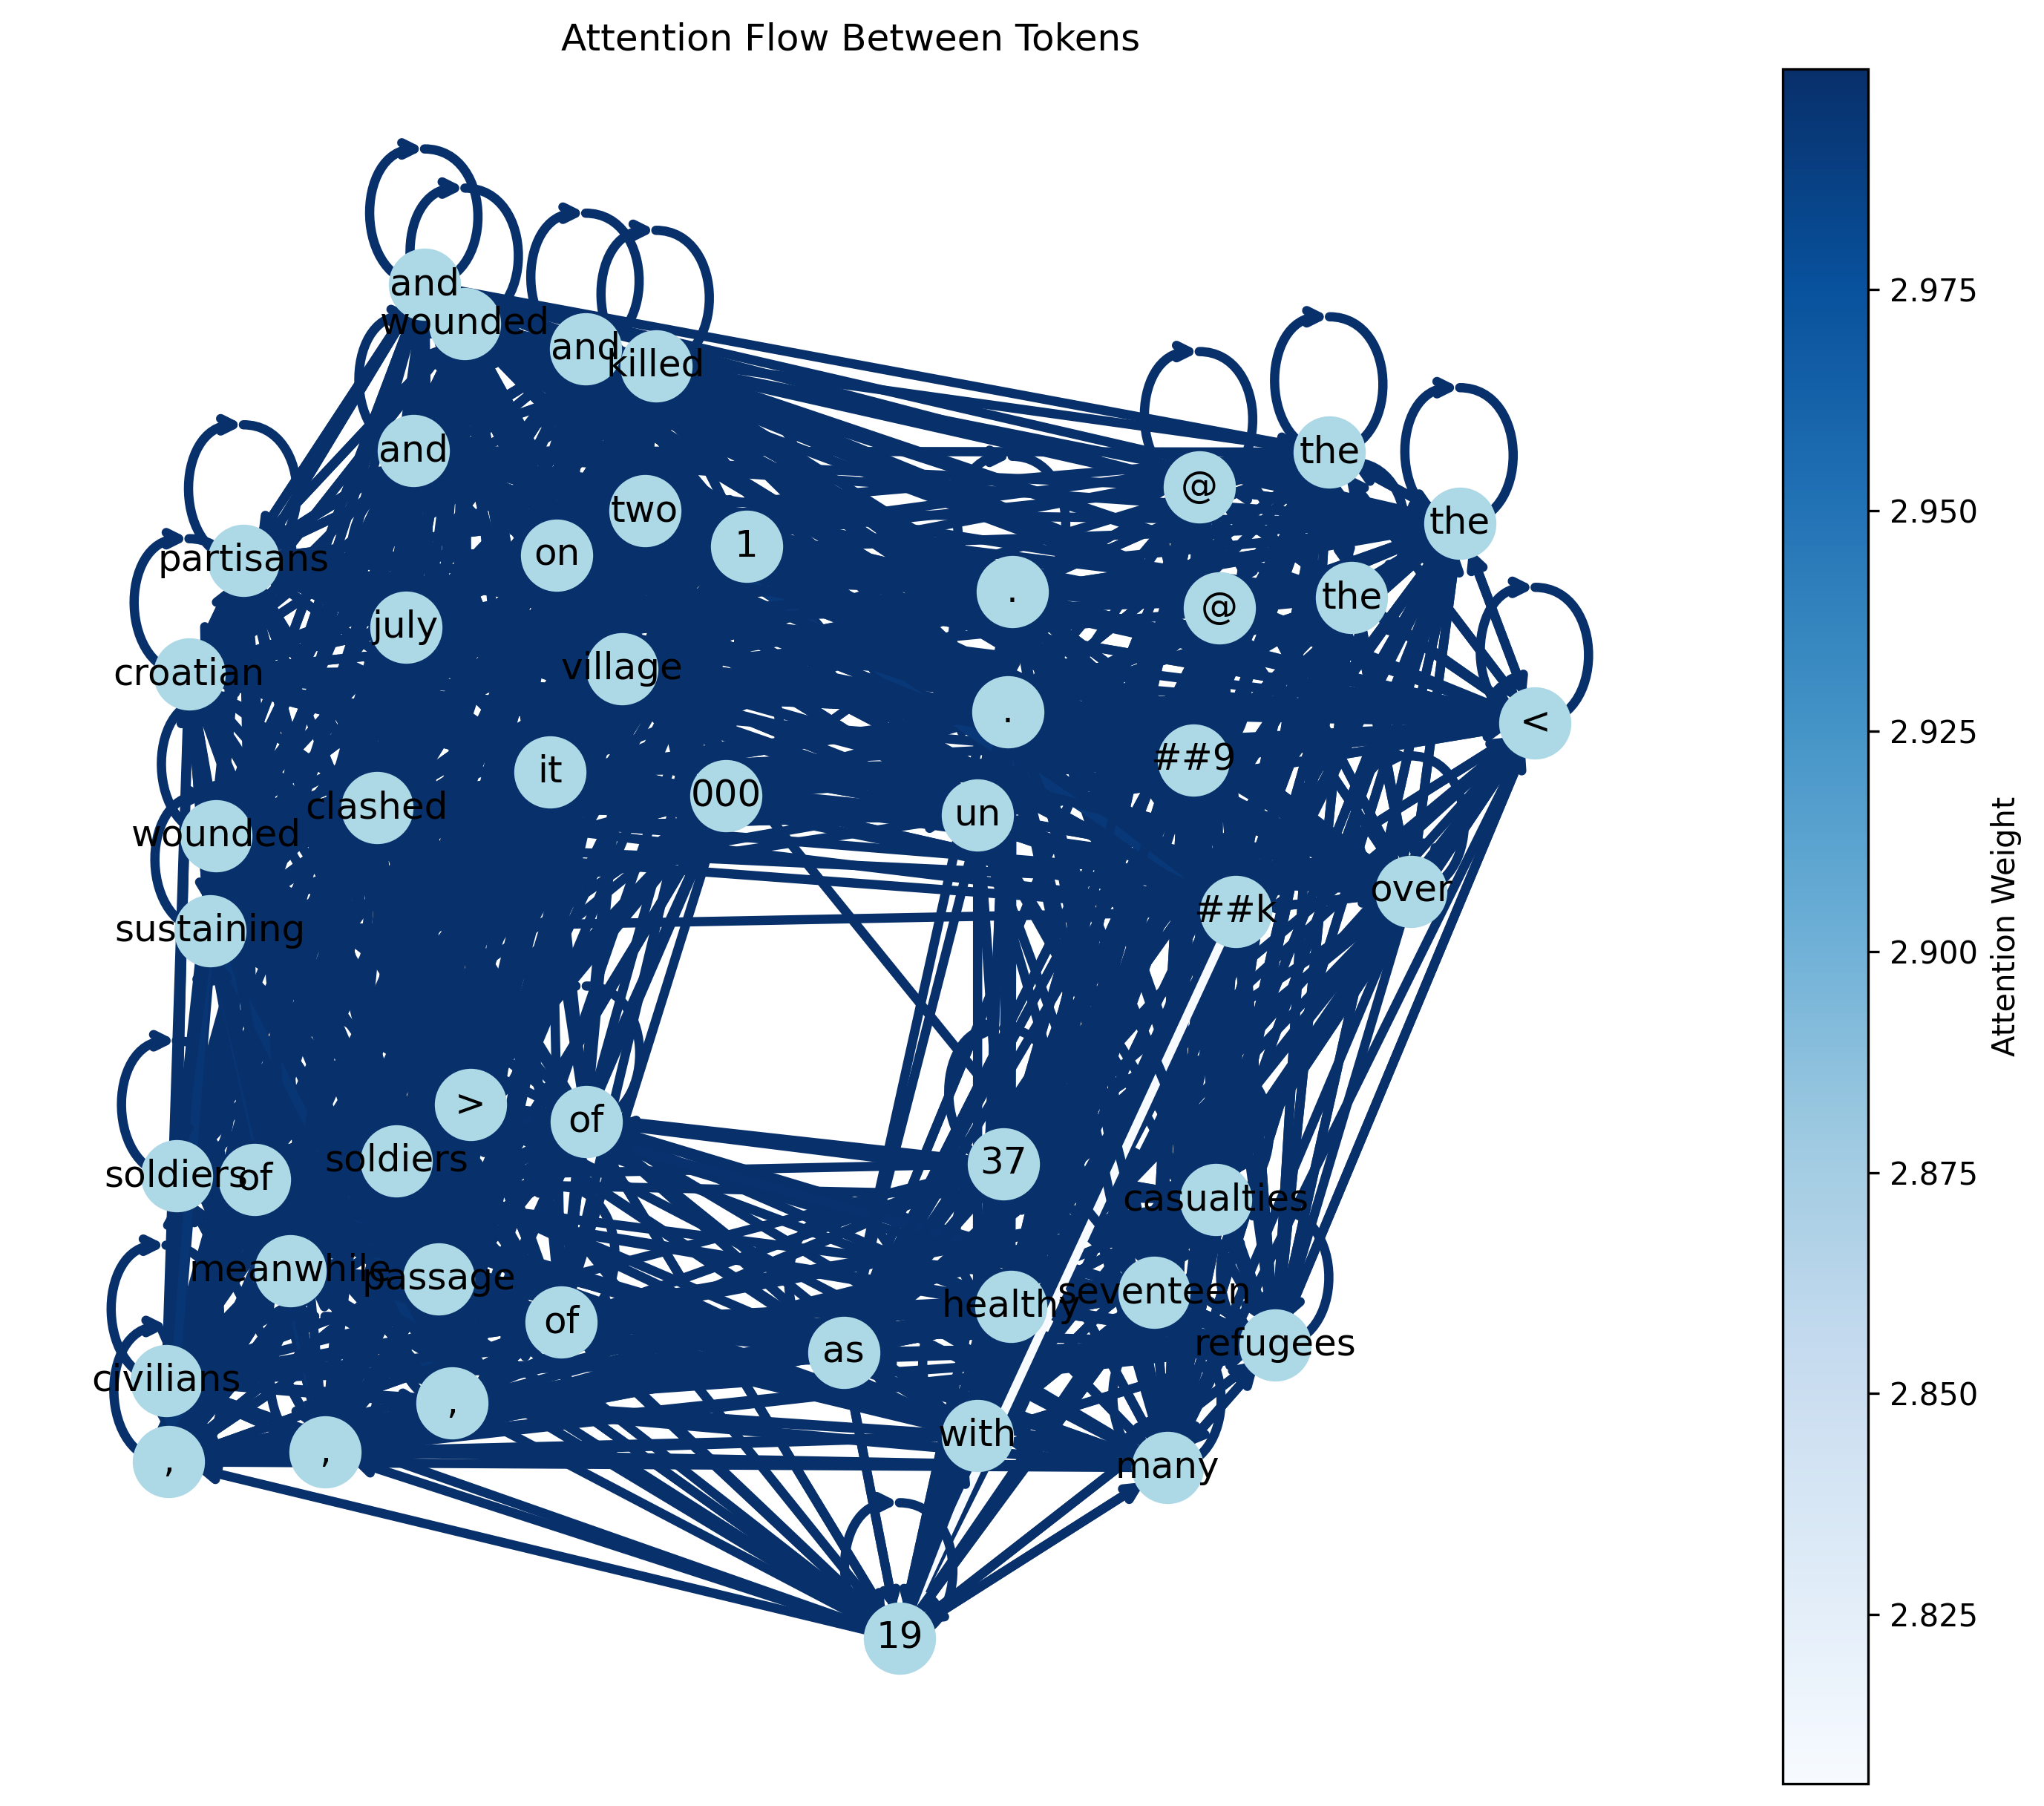 Attention Flow Between Tokens
and
wounded
and
killed
and
the
@
two
the
1
on
partisans
.
@
the
july
village
croatian
.
<
##9
it
000
clashed
un
wounded
over
##k
sustaining
>
of
soldiers
37
soldiers
of
casualties
meanwhile
passage
seventeen
healthy
of
refugees
as
civilians
,
with
,
,
many
19
2.975
2.950
2.925
2.900
2.875
2.850
2.825
Attention Weight